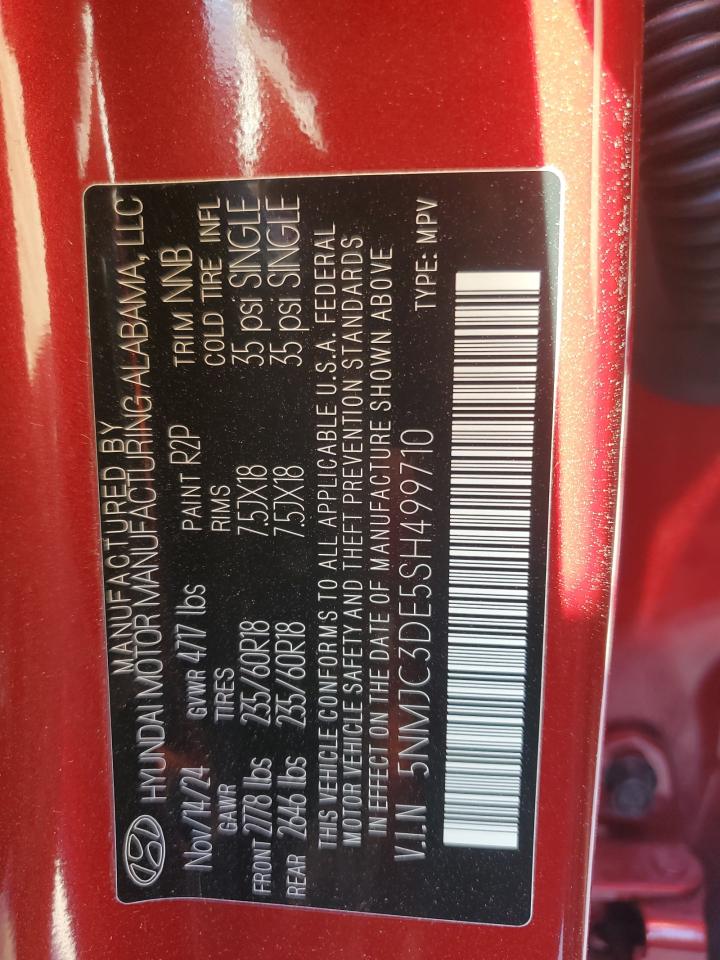 MANUFACTURED BY
HYUNDAI MOTOR MANUFACTURING ALABAMA, LLC
Nov/14/24 GVWR 4717 lbs PAINT R2P TRIM NNB
GAWR TIRES RIMS COLD TIRE INFL
FRONT 2778 lbs 235/60R18 7.5JX18 35 psi SINGLE
REAR 2646 lbs 235/60R18 7.5JX18 35 psi SINGLE
THIS VEHICLE CONFORMS TO ALL APPLICABLE U.S.A. FEDERAL
MOTOR VEHICLE SAFETY AND THEFT PREVENTION STANDARDS
IN EFFECT ON THE DATE OF MANUFACTURE SHOWN ABOVE
V.I.N 5NMJC3DE5SH499710 TYPE: MPV